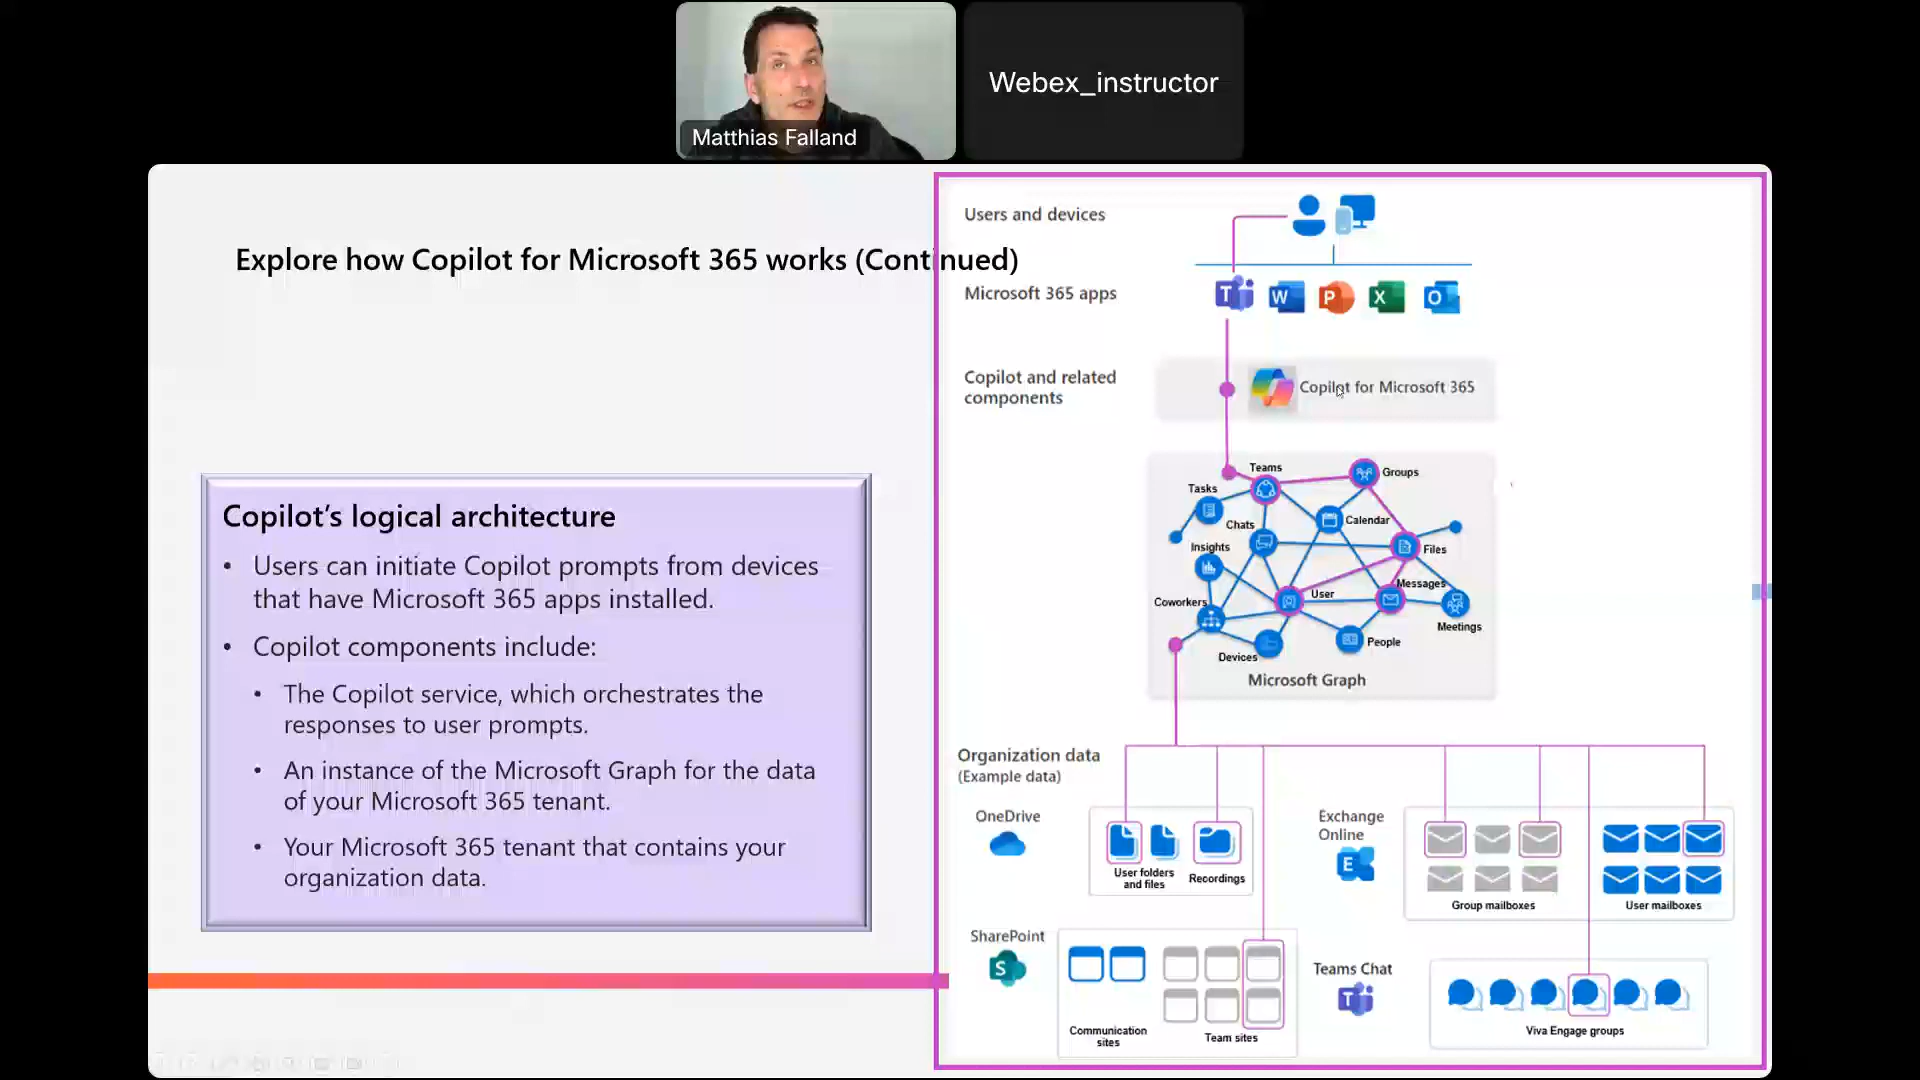 Matthias Falland
Webex_instructor
Explore how Copilot for Microsoft 365 works (Continued)
Copilot’s logical architecture
• Users can initiate Copilot prompts from devices
that have Microsoft 365 apps installed.
• Copilot components include:
• The Copilot service, which orchestrates the
responses to user prompts.
• An instance of the Microsoft Graph for the data
of your Microsoft 365 tenant.
• Your Microsoft 365 tenant that contains your
organization data.
Users and devices
Microsoft 365 apps
T W P X O
Copilot and related
components
Copilot for Microsoft 365
Teams
Groups
Tasks
Chats
Calendar
Insights
Files
Messages
Coworkers
User
Meetings
People
Devices
Microsoft Graph
Organization data
(Example data)
OneDrive
User folders
and files
Recordings
Exchange
Online
E
Group mailboxes
User mailboxes
SharePoint
S
Communication
sites
Team sites
Teams Chat
T
Viva Engage groups